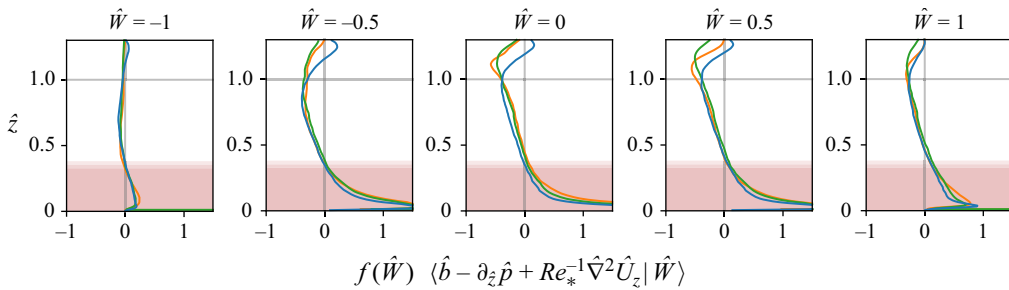 Ŵ = –1 Ŵ = –0.5 Ŵ = 0 Ŵ = 0.5 Ŵ = 1
1.0 1.0 1.0 1.0 1.0
ẑ
0.5 0.5 0.5 0.5 0.5
0 0 0 0 0
–1 0 1 –1 0 1 –1 0 1 –1 0 1 –1 0 1
f(Ŵ) ⟨b̂ – ∂ẑ p̂ + Re⁎⁻¹ ∇̂² Ûz | Ŵ⟩